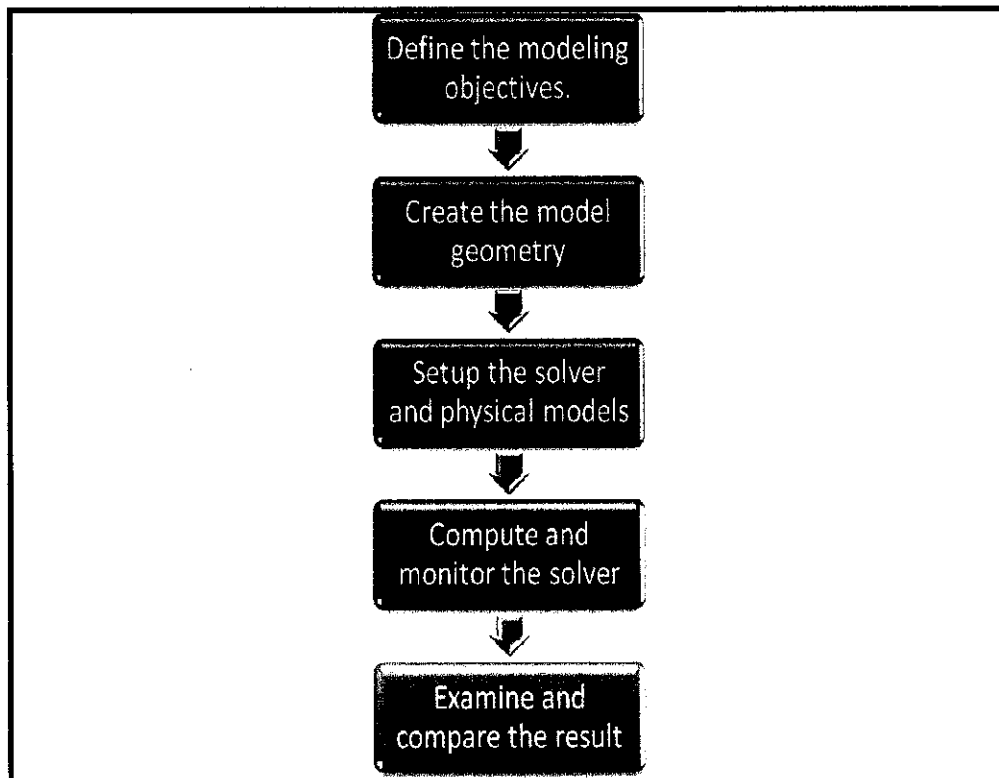 Define the modeling
objectives.
Create the model
geometry
Setup the solver
and physical models
Compute and
monitor the solver
Examine and
compare the result